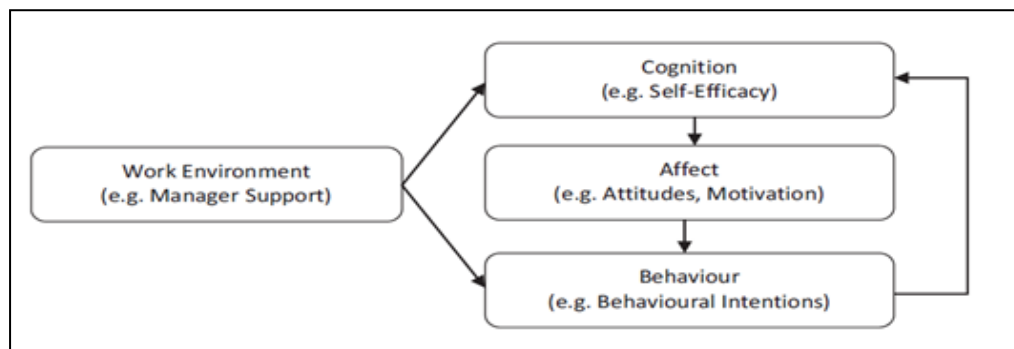 Cognition
(e.g. Self-Efficacy)
Work Environment
(e.g. Manager Support)
Affect
(e.g. Attitudes, Motivation)
Behaviour
(e.g. Behavioural Intentions)